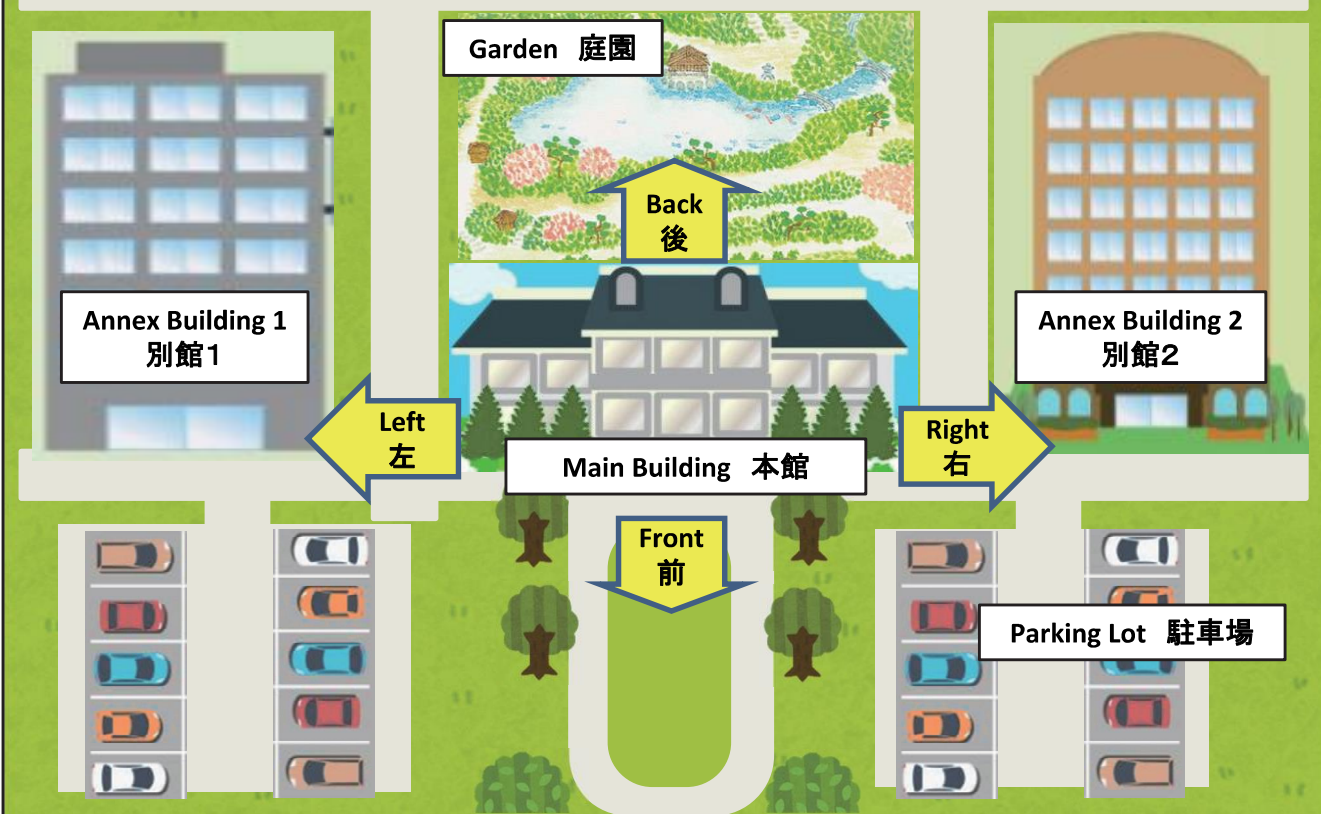 Garden 庭園
Back
後
Annex Building 1
別館1
Annex Building 2
別館2
Left
左
Right
右
Main Building 本館
Front
前
Parking Lot 駐車場